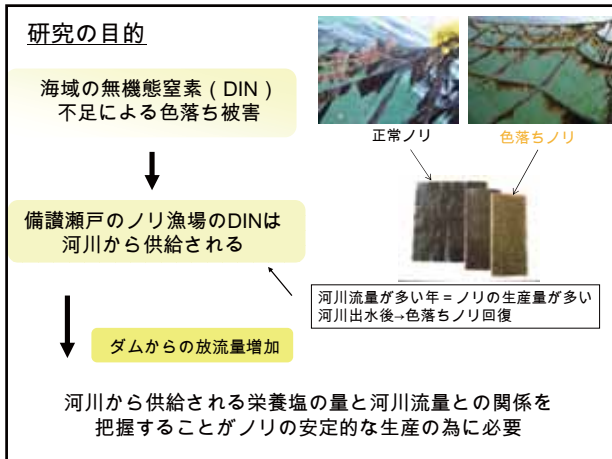 研究の目的
海域の無機態窒素（DIN）
不足による色落ち被害
正常ノリ
色落ちノリ
備讃瀬戸のノリ漁場のDINは
河川から供給される
河川流量が多い年＝ノリの生産量が多い
河川出水後→色落ちノリ回復
ダムからの放流量増加
河川から供給される栄養塩の量と河川流量との関係を
把握することがノリの安定的な生産の為に必要